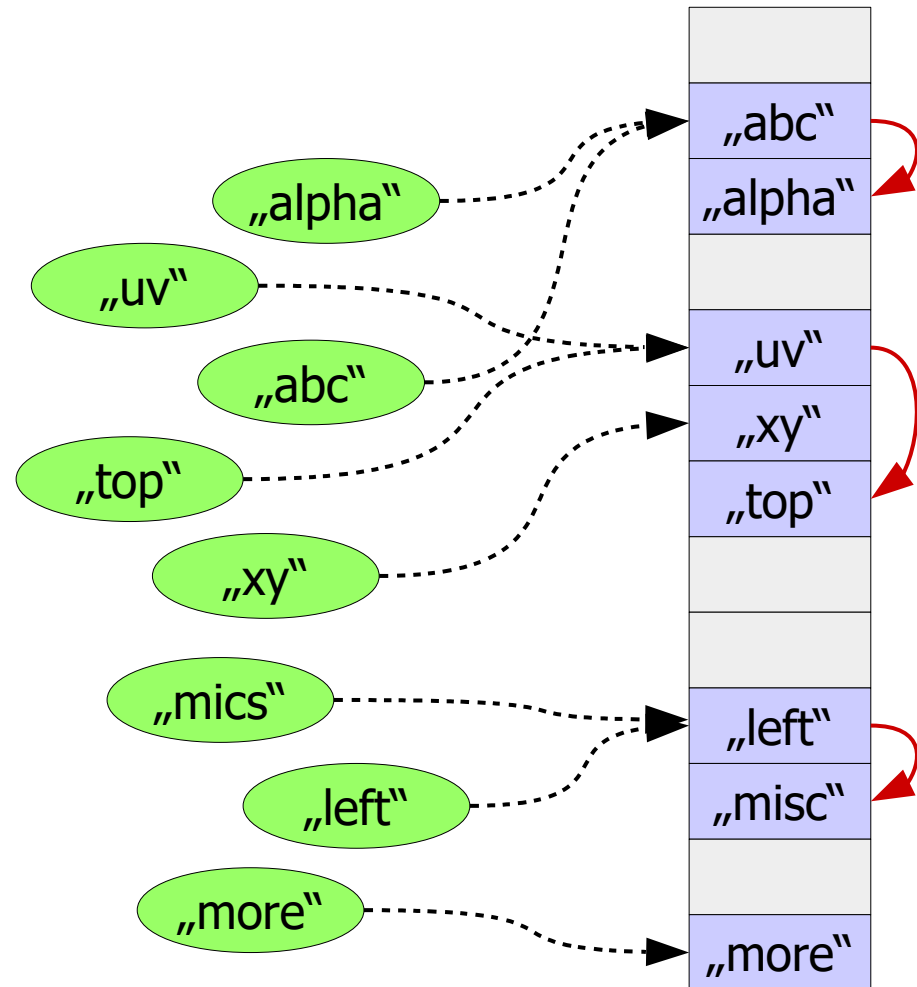 „alpha“
„uv“
„abc“
„top“
„xy“
„mics“
„left“
„more“
„abc“
„alpha“
„uv“
„xy“
„top“
„left“
„misc“
„more“